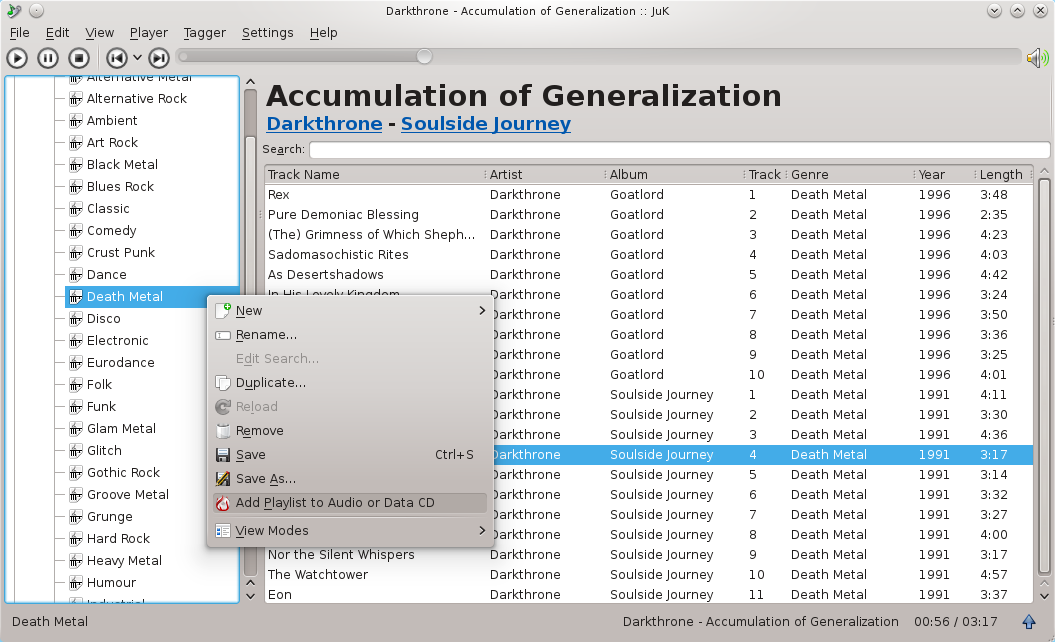 Darkthrone - Accumulation of Generalization :: JuK
File Edit View Player Tagger Settings Help
Alternative Metal
Alternative Rock
Ambient
Art Rock
Black Metal
Blues Rock
Classic
Comedy
Crust Punk
Dance
Death Metal
Disco
Electronic
Eurodance
Folk
Funk
Glam Metal
Glitch
Gothic Rock
Groove Metal
Grunge
Hard Rock
Heavy Metal
Humour
Industrial
New
Rename...
Edit Search...
Duplicate...
Reload
Remove
Save Ctrl+S
Save As...
Add Playlist to Audio or Data CD
View Modes
Accumulation of Generalization
Darkthrone - Soulside Journey
Search:
Track Name Artist Album Track Genre Year Length
Rex Darkthrone Goatlord 1 Death Metal 1996 3:48
Pure Demoniac Blessing Darkthrone Goatlord 2 Death Metal 1996 2:35
(The) Grimness of Which Sheph... Darkthrone Goatlord 3 Death Metal 1996 4:23
Sadomasochistic Rites Darkthrone Goatlord 4 Death Metal 1996 4:03
As Desertshadows Darkthrone Goatlord 5 Death Metal 1996 4:42
In His Lovely Kingdom Darkthrone Goatlord 6 Death Metal 1996 3:24
Darkthrone Goatlord 7 Death Metal 1996 3:50
Darkthrone Goatlord 8 Death Metal 1996 3:36
Darkthrone Goatlord 9 Death Metal 1996 3:25
Darkthrone Goatlord 10 Death Metal 1996 4:01
Darkthrone Soulside Journey 1 Death Metal 1991 4:11
Darkthrone Soulside Journey 2 Death Metal 1991 3:30
Darkthrone Soulside Journey 3 Death Metal 1991 4:36
Darkthrone Soulside Journey 4 Death Metal 1991 3:17
Darkthrone Soulside Journey 5 Death Metal 1991 3:14
Darkthrone Soulside Journey 6 Death Metal 1991 3:32
Darkthrone Soulside Journey 7 Death Metal 1991 3:27
Darkthrone Soulside Journey 8 Death Metal 1991 4:00
Nor the Silent Whispers Darkthrone Soulside Journey 9 Death Metal 1991 3:17
The Watchtower Darkthrone Soulside Journey 10 Death Metal 1991 4:57
Eon Darkthrone Soulside Journey 11 Death Metal 1991 3:37
Death Metal Darkthrone - Accumulation of Generalization 00:56 / 03:17